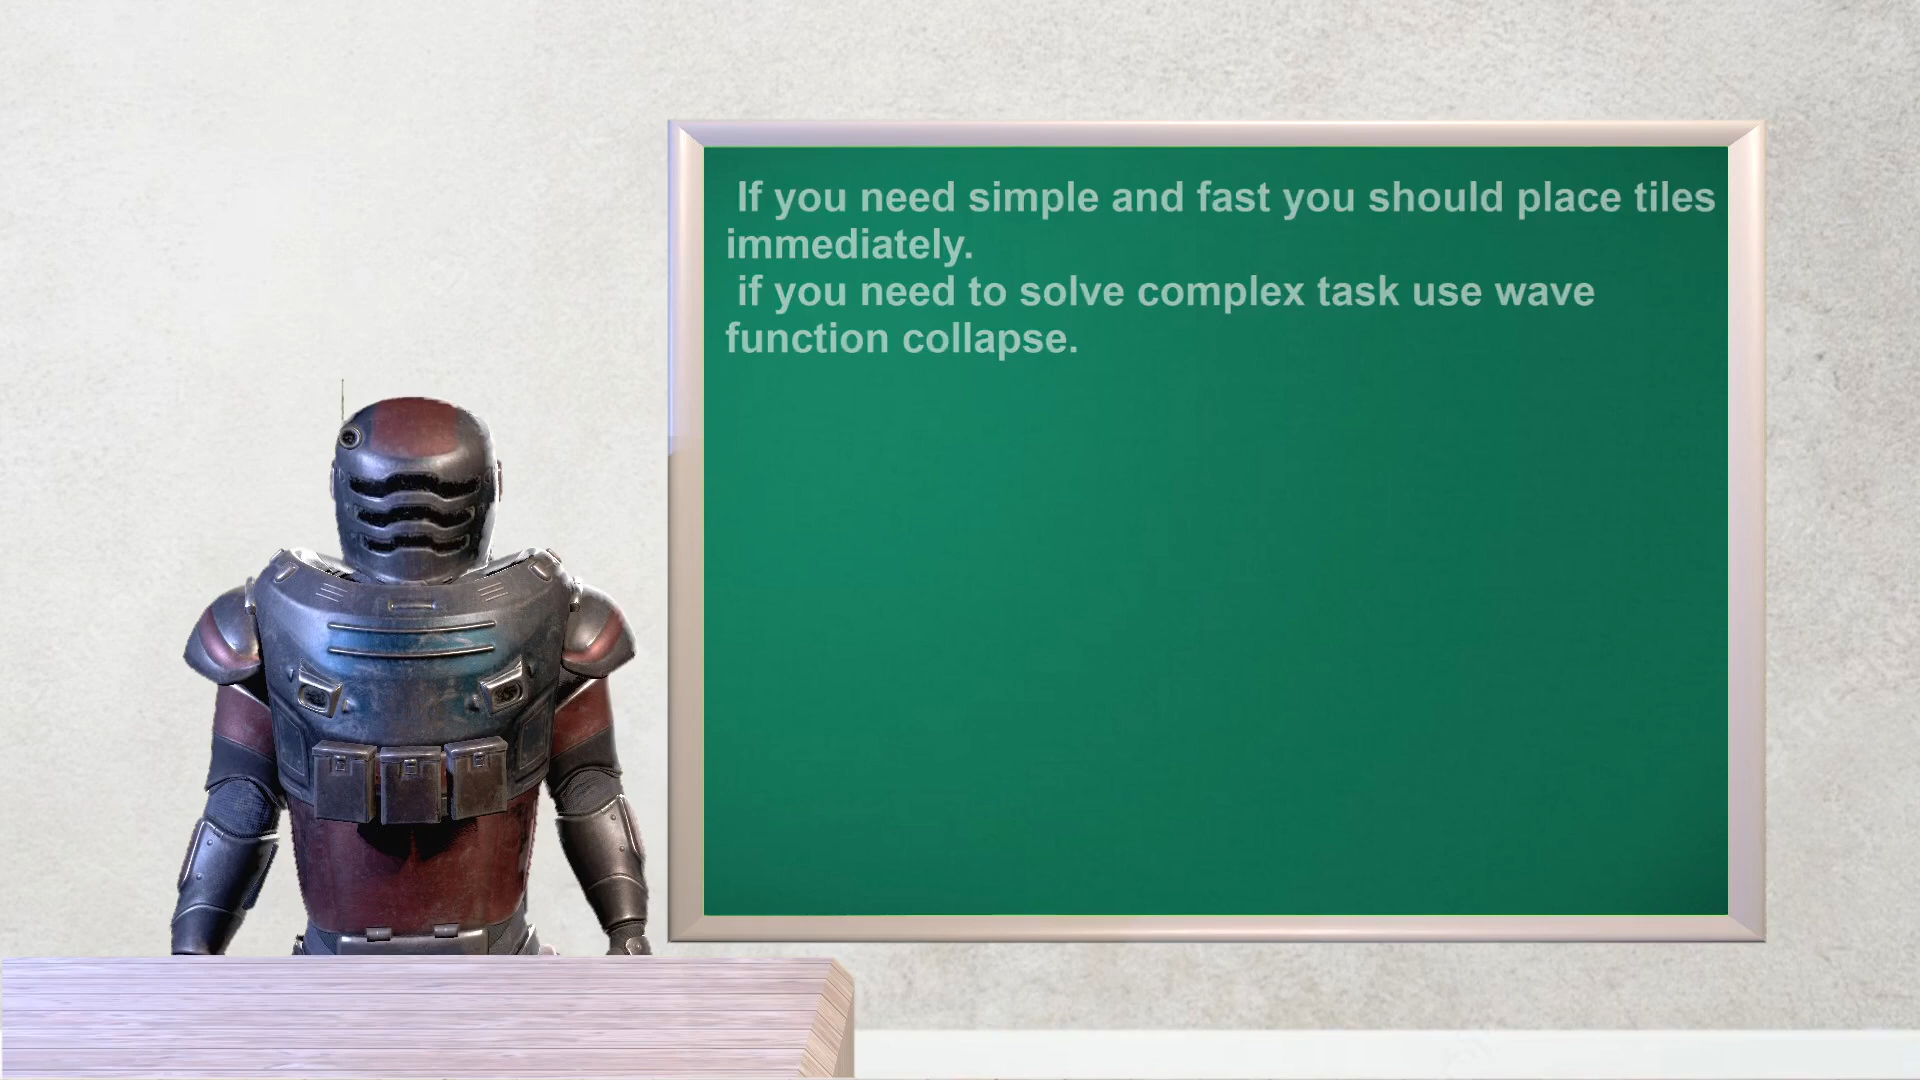 If you need simple and fast you should place tiles
immediately.
if you need to solve complex task use wave
function collapse.